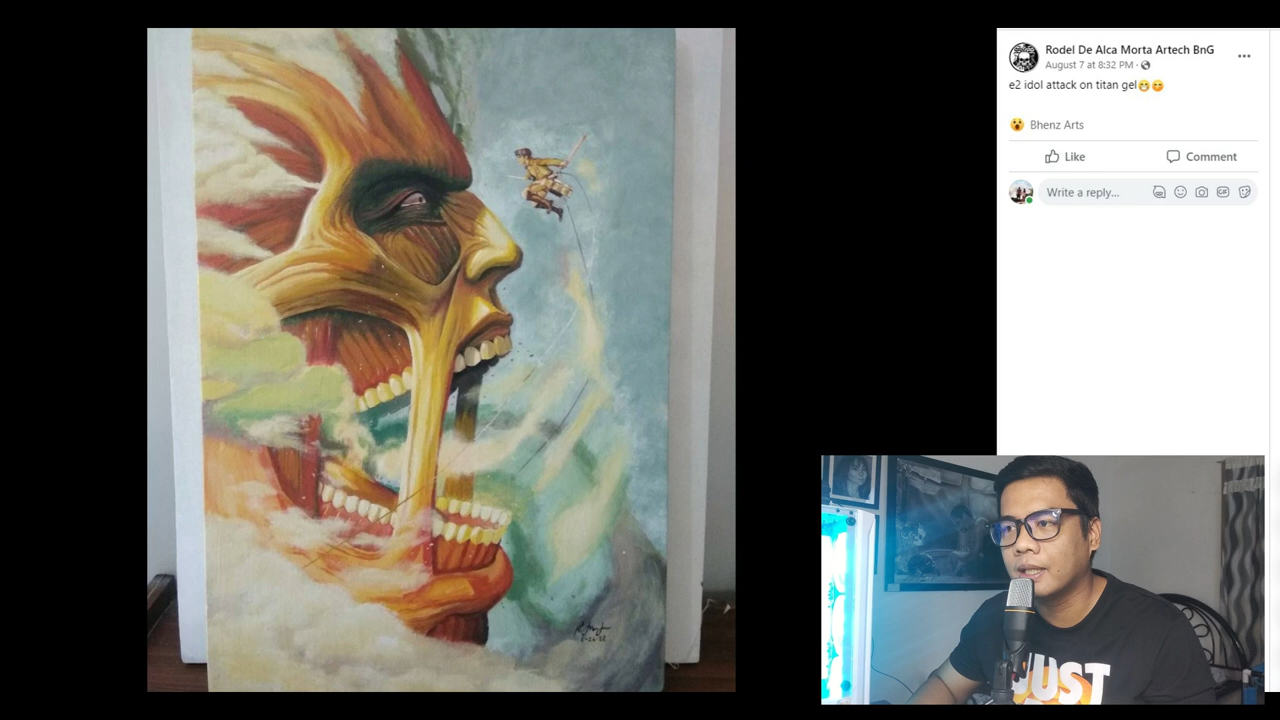 Rodel De Alca Morta Artech BnG
August 7 at 8:32 PM ·
e2 idol attack on titan gel😁😊
Bhenz Arts
Like
Comment
Write a reply...
GIF
JUST